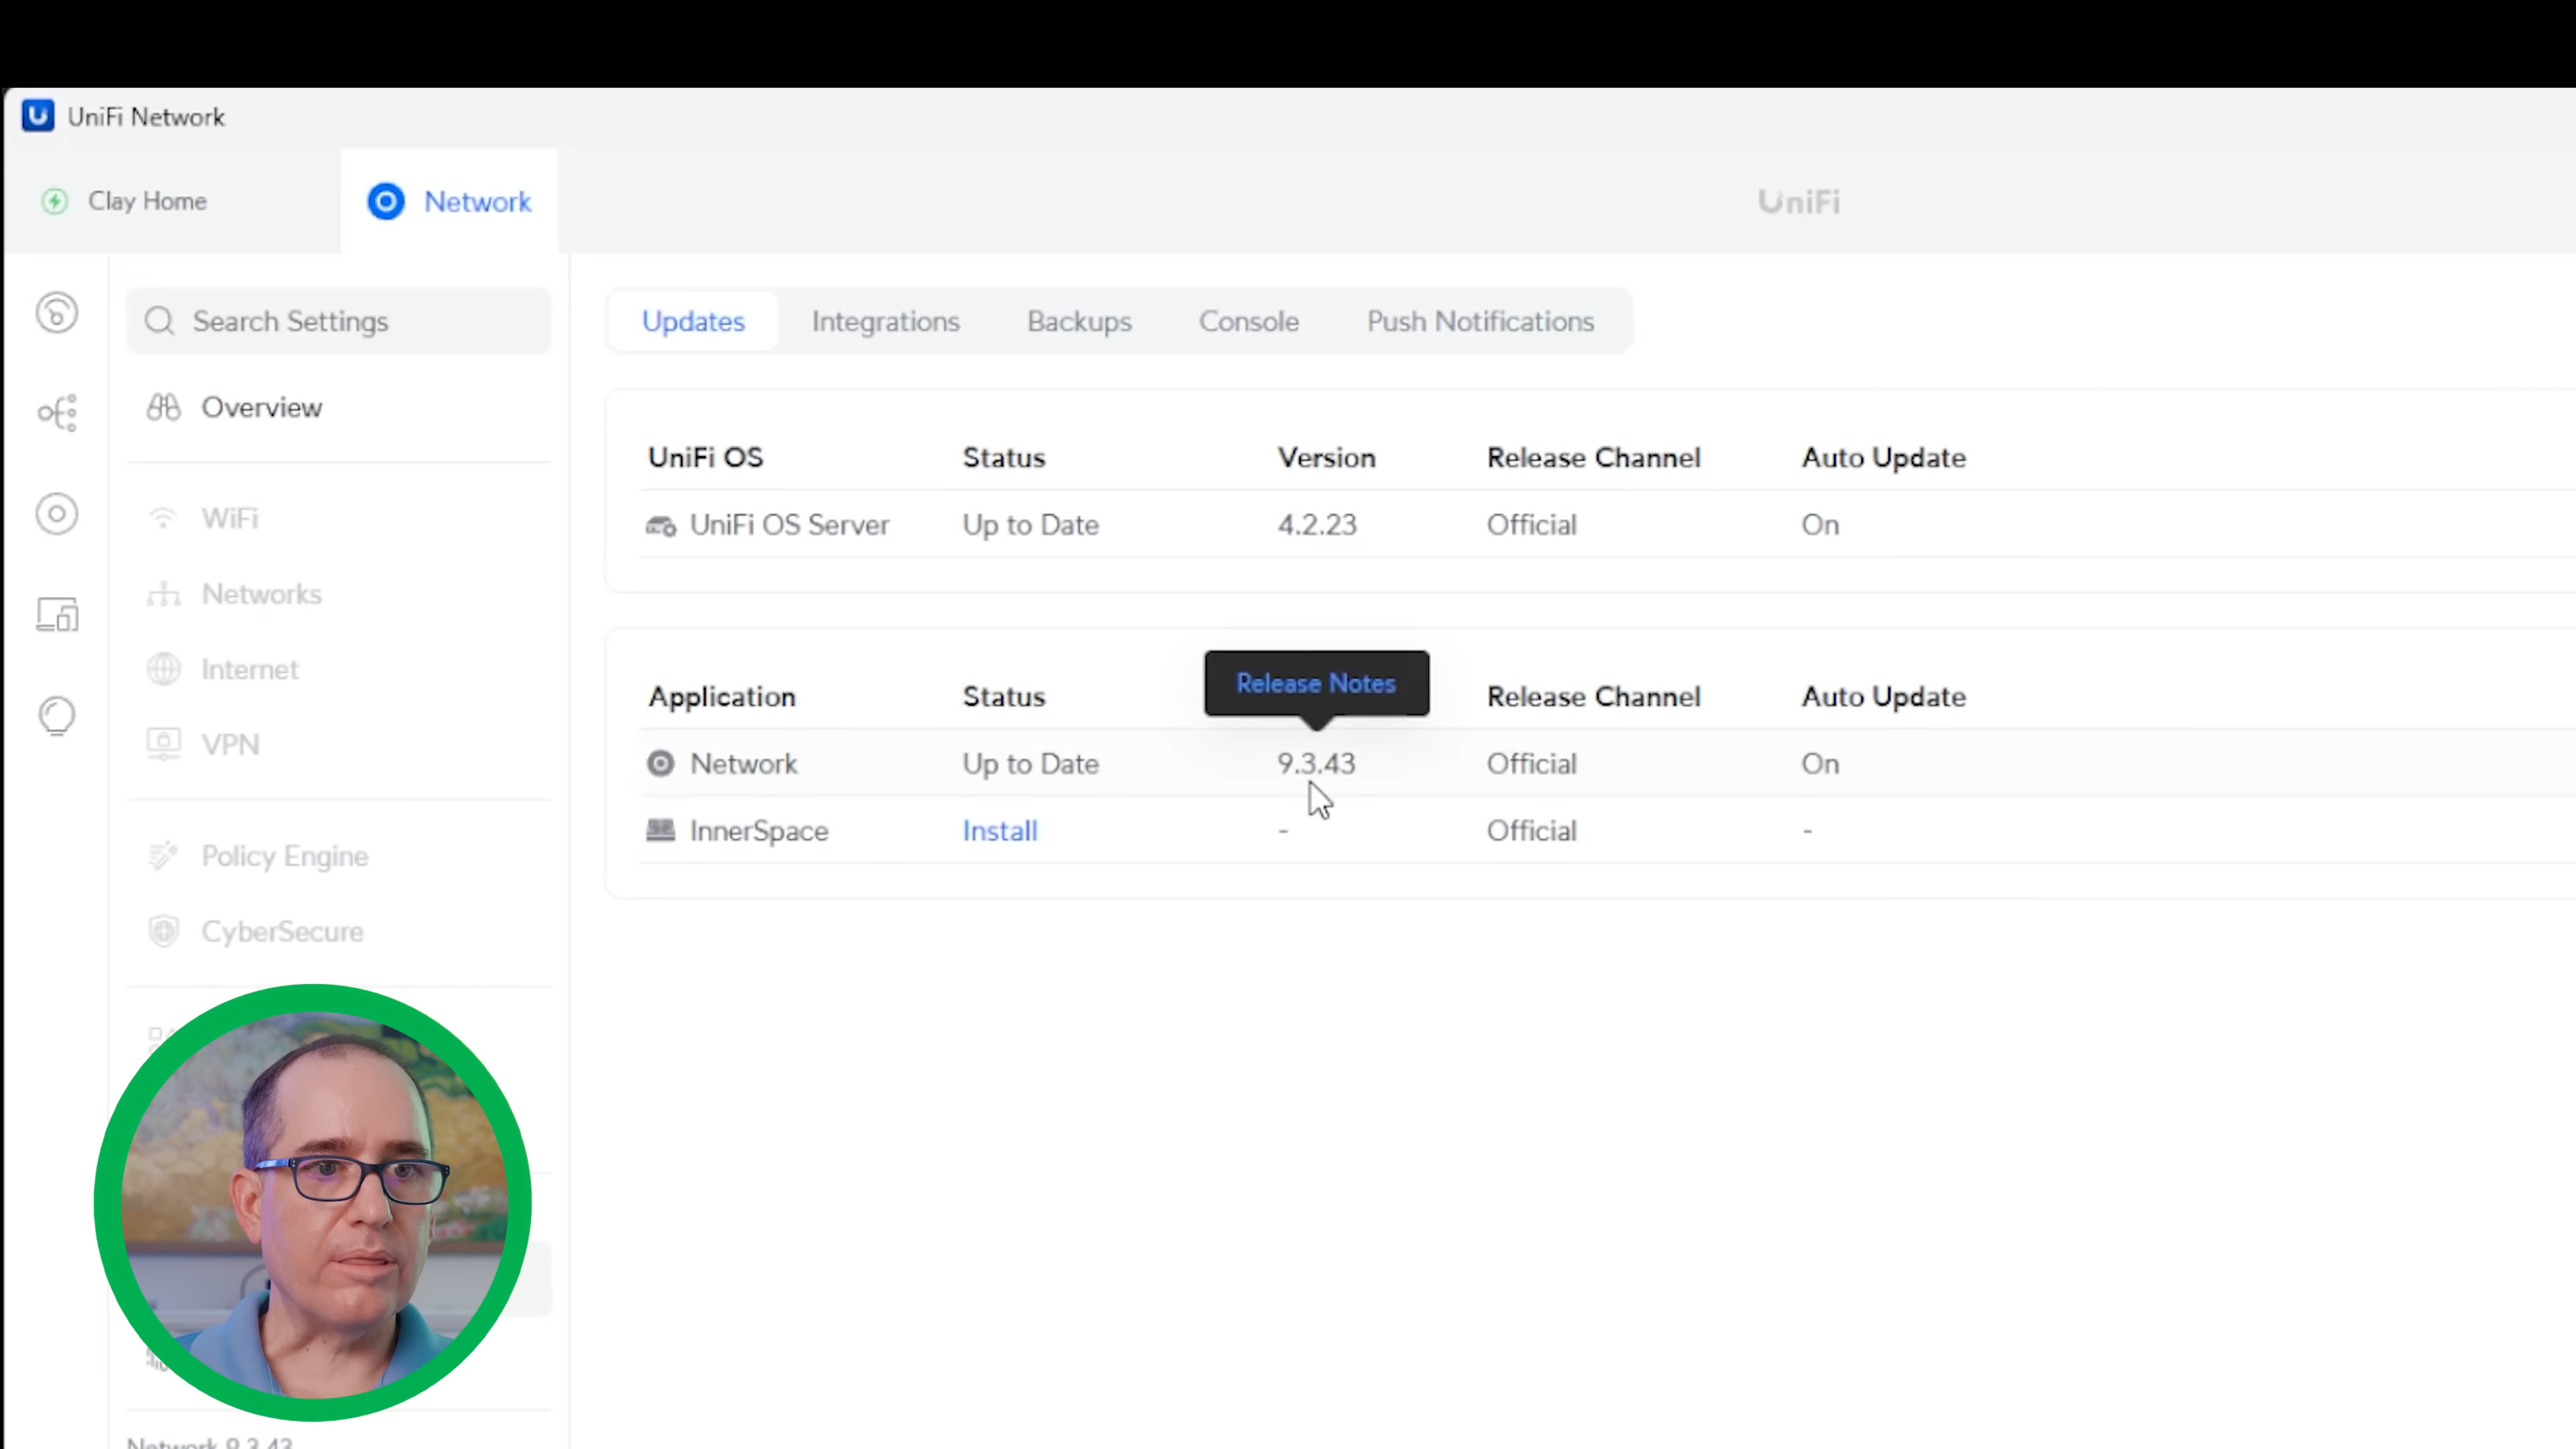 UniFi Network
Clay Home
Network
UniFi
Search Settings
Updates Integrations Backups Console Push Notifications
Overview
WiFi
Networks
Internet
VPN
Policy Engine
CyberSecure
UniFi OS Status Version Release Channel Auto Update
UniFi OS Server Up to Date 4.2.23 Official On
Release Notes
Application Status Release Channel Auto Update
Network Up to Date 9.3.43 Official On
InnerSpace Install - Official -
Network 9.3.43